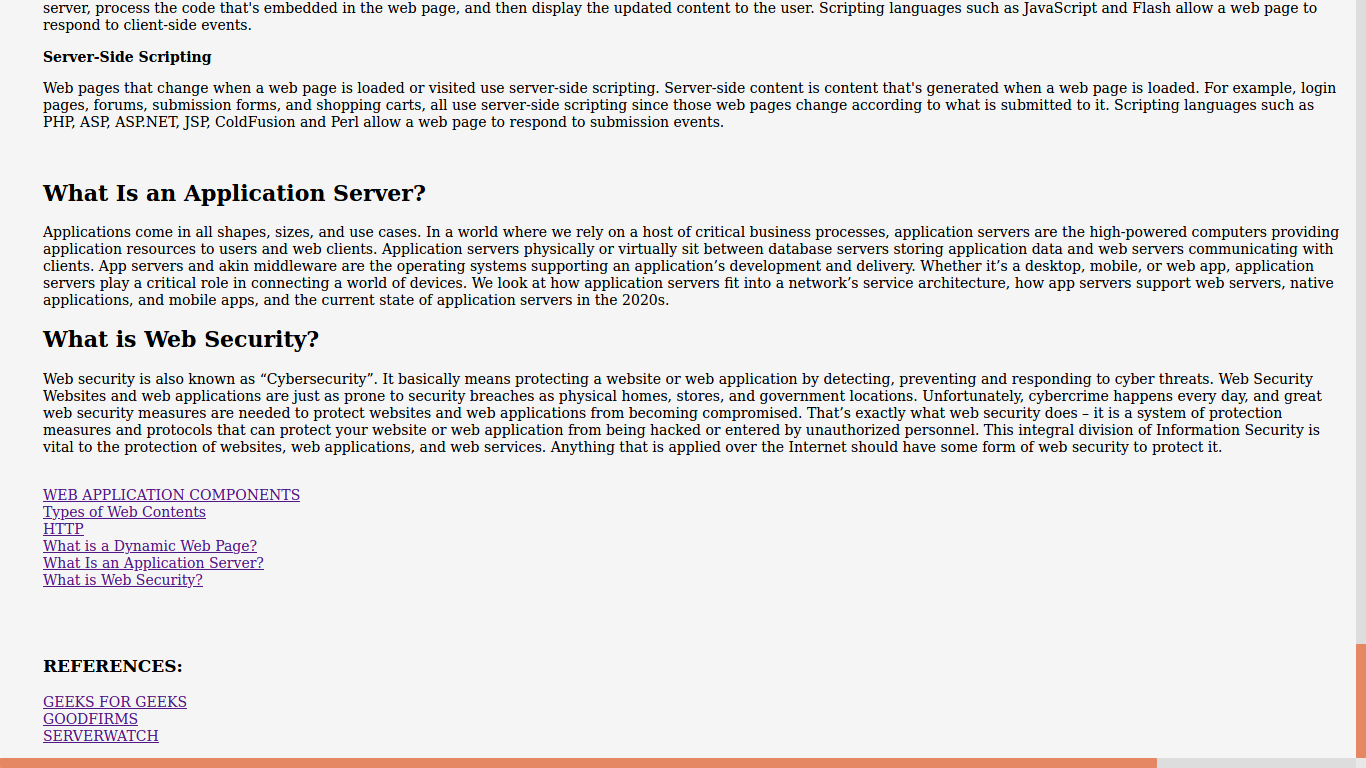 server, process the code that's embedded in the web page, and then display the updated content to the user. Scripting languages such as JavaScript and Flash allow a web page to
respond to client-side events.
Server-Side Scripting
Web pages that change when a web page is loaded or visited use server-side scripting. Server-side content is content that's generated when a web page is loaded. For example, login
pages, forums, submission forms, and shopping carts, all use server-side scripting since those web pages change according to what is submitted to it. Scripting languages such as
PHP, ASP, ASP.NET, JSP, ColdFusion and Perl allow a web page to respond to submission events.
What Is an Application Server?
Applications come in all shapes, sizes, and use cases. In a world where we rely on a host of critical business processes, application servers are the high-powered computers providing
application resources to users and web clients. Application servers physically or virtually sit between database servers storing application data and web servers communicating with
clients. App servers and akin middleware are the operating systems supporting an application’s development and delivery. Whether it’s a desktop, mobile, or web app, application
servers play a critical role in connecting a world of devices. We look at how application servers fit into a network’s service architecture, how app servers support web servers, native
applications, and mobile apps, and the current state of application servers in the 2020s.
What is Web Security?
Web security is also known as “Cybersecurity”. It basically means protecting a website or web application by detecting, preventing and responding to cyber threats. Web Security
Websites and web applications are just as prone to security breaches as physical homes, stores, and government locations. Unfortunately, cybercrime happens every day, and great
web security measures are needed to protect websites and web applications from becoming compromised. That’s exactly what web security does – it is a system of protection
measures and protocols that can protect your website or web application from being hacked or entered by unauthorized personnel. This integral division of Information Security is
vital to the protection of websites, web applications, and web services. Anything that is applied over the Internet should have some form of web security to protect it.
WEB APPLICATION COMPONENTS
Types of Web Contents
HTTP
What is a Dynamic Web Page?
What Is an Application Server?
What is Web Security?
REFERENCES:
GEEKS FOR GEEKS
GOODFIRMS
SERVERWATCH